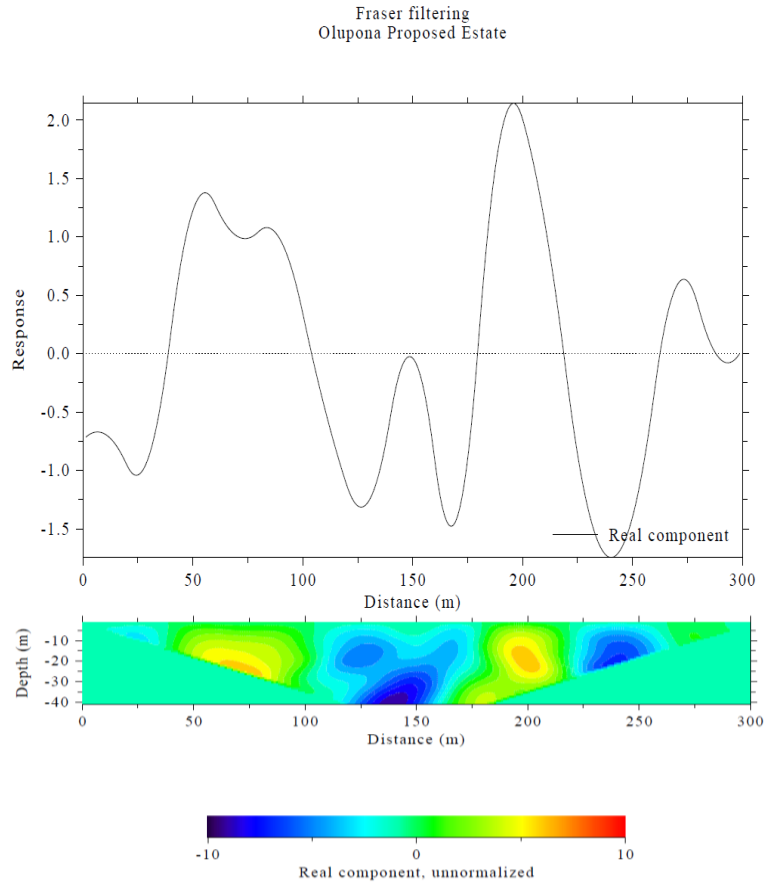 Fraser filtering
Olupona Proposed Estate
2.0
1.5
1.0
0.5
0.0
-0.5
-1.0
-1.5
Response
Real component
0 50 100 150 200 250 300
Distance (m)
-10
-20
-30
-40
Depth (m)
0 50 100 150 200 250 300
Distance (m)
-10 0 10
Real component, unnormalized